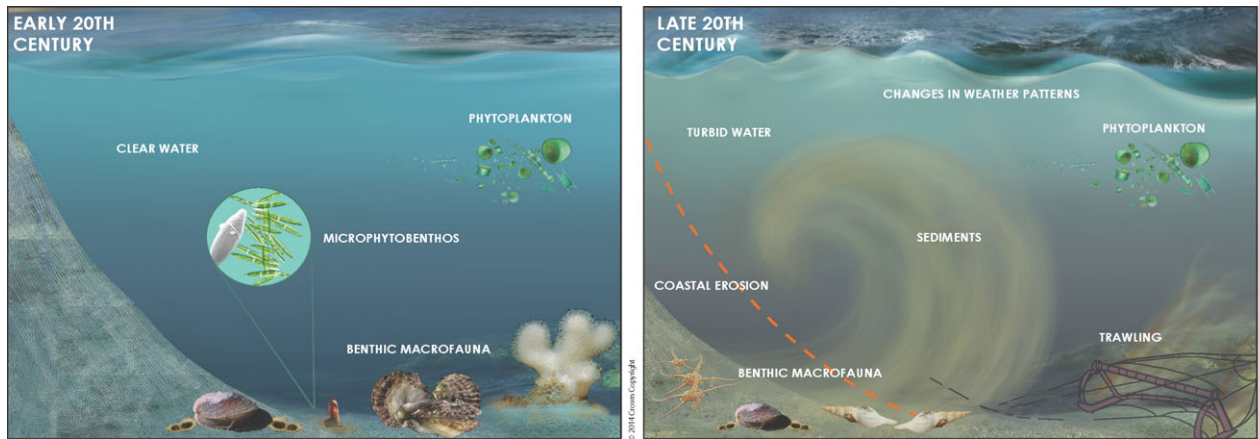 EARLY 20TH
CENTURY
CLEAR WATER
PHYTOPLANKTON
MICROPHYTOBENTHOS
BENTHIC MACROFAUNA
© 2014 Crown Copyright
LATE 20TH
CENTURY
CHANGES IN WEATHER PATTERNS
TURBID WATER
PHYTOPLANKTON
SEDIMENTS
COASTAL EROSION
TRAWLING
BENTHIC MACROFAUNA